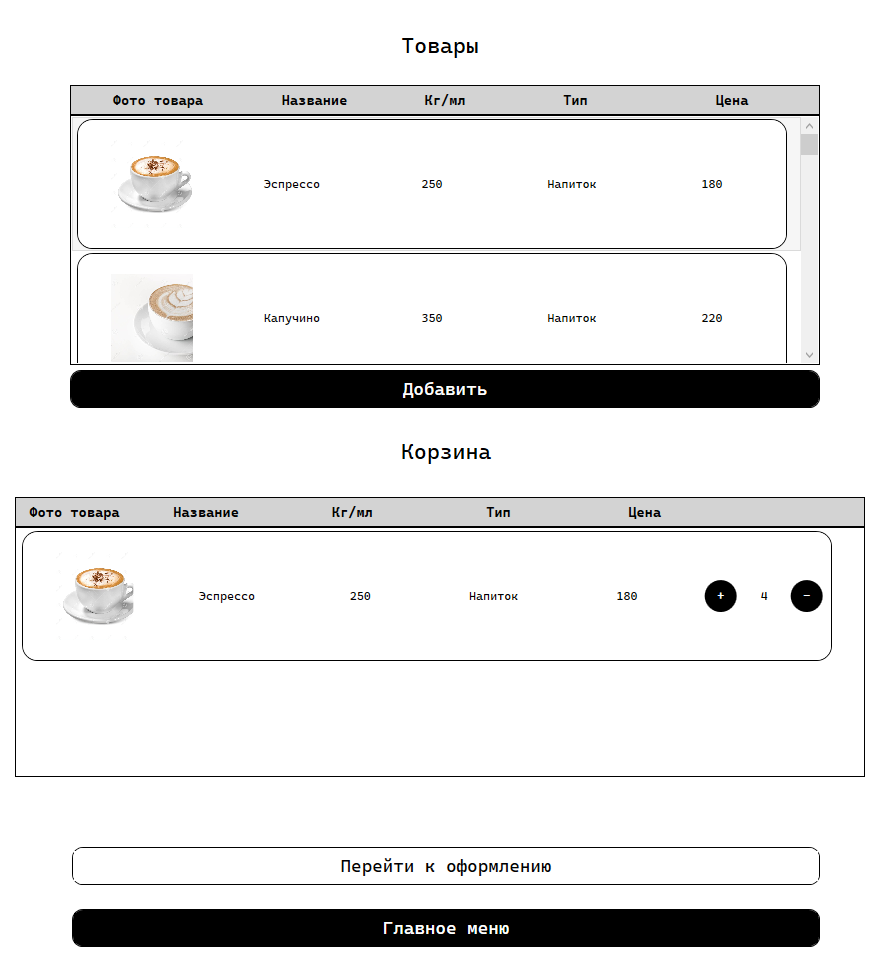 Товары
Фото товара Название Кг/мл Тип Цена
Эспрессо 250 Напиток 180
Капучино 350 Напиток 220
Добавить
Корзина
Фото товара Название Кг/мл Тип Цена
Эспрессо 250 Напиток 180 + 4 −
Перейти к оформлению
Главное меню